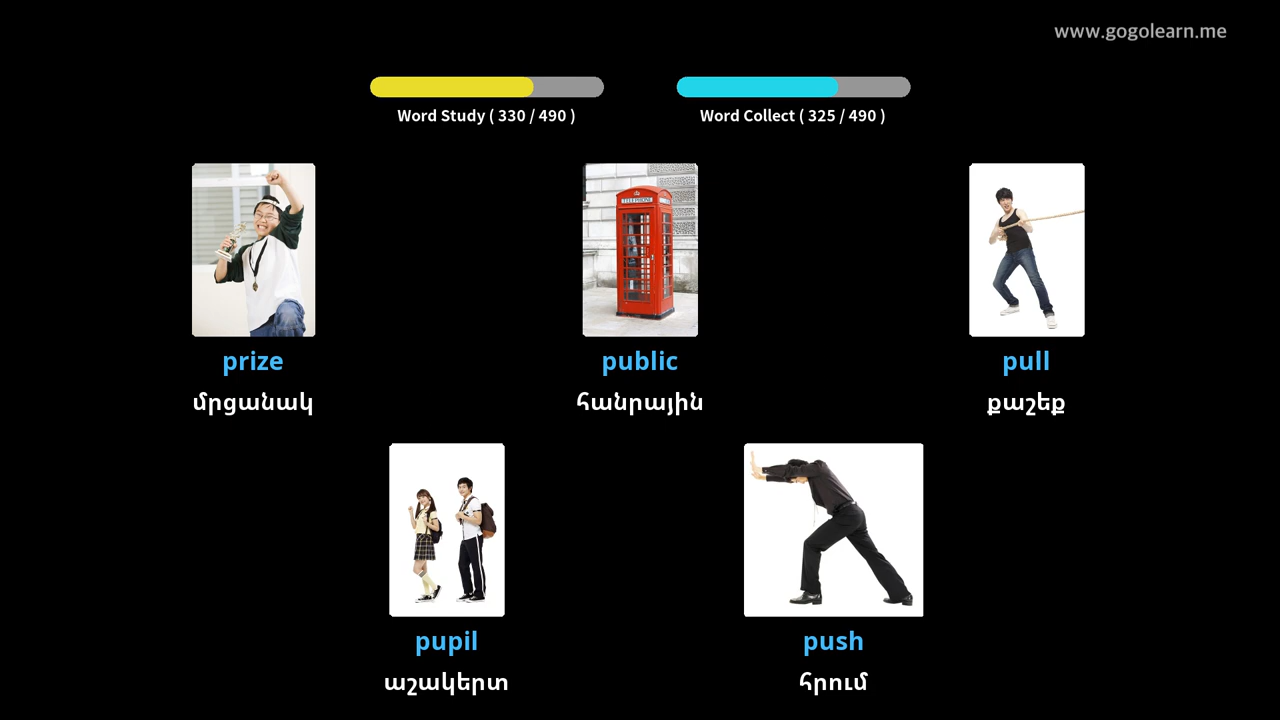 www.gogolearn.me
Word Study ( 330 / 490 )
Word Collect ( 325 / 490 )
TELEPHONE
prize
public
pull
մրցանակ
հանրային
քաշեք
pupil
push
աշակերտ
հրում